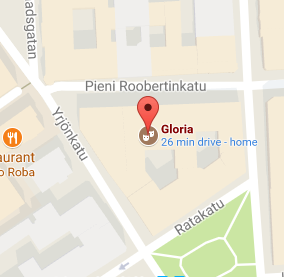 adsgatan
Pieni Roobertinkatu
Yrjönkatu
Gloria
26 min drive - home
aurant
o Roba
Ratakatu